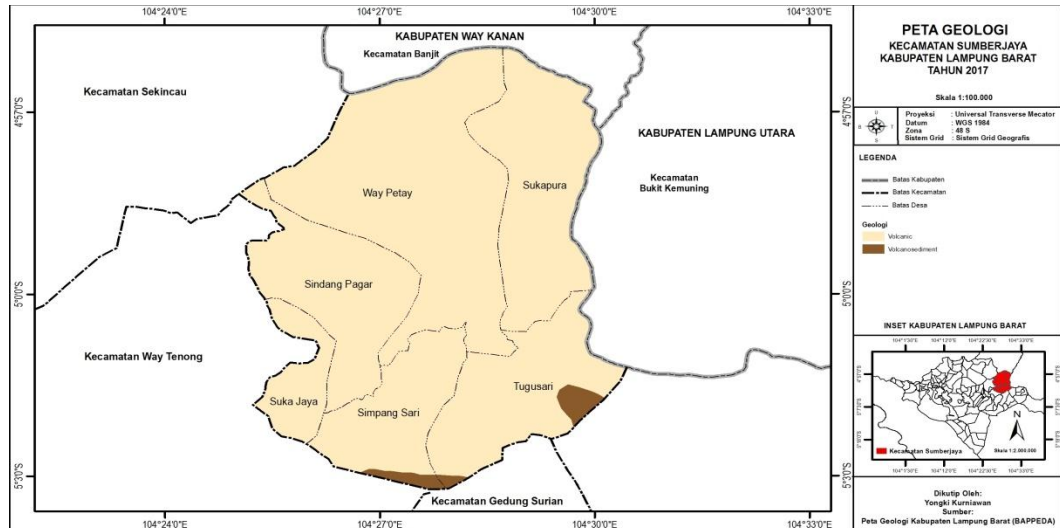 104°24'0"E 104°27'0"E 104°30'0"E 104°33'0"E
KABUPATEN WAY KANAN
Kecamatan Banjit
Kecamatan Sekincau
4°57'0"S
4°57'0"S
KABUPATEN LAMPUNG UTARA
Kecamatan
Bukit Kemuning
Way Petay
Sukapura
Sindang Pagar
5°0'0"S
5°0'0"S
Kecamatan Way Tenong
Suka Jaya
Simpang Sari
Tugusari
5°3'0"S
5°3'0"S
Kecamatan Gedung Surian
104°24'0"E 104°27'0"E 104°30'0"E 104°33'0"E
PETA GEOLOGI
KECAMATAN SUMBERJAYA
KABUPATEN LAMPUNG BARAT
TAHUN 2017
Skala 1:100.000
U
B T
S
Proyeksi : Universal Transverse Mecator
Datum : WGS 1984
Zona : 48 S
Sistem Grid : Sistem Grid Geografis
LEGENDA
Batas Kabupaten
Batas Kecamatan
Batas Desa
Geologi
Volcanic
Volcanosediment
INSET KABUPATEN LAMPUNG BARAT
N
Kecamatan Sumberjaya
Skala 1:2.000.000
Dikutip Oleh:
Yongki Kurniawan
Sumber:
Peta Geologi Kabupaten Lampung Barat (BAPPEDA)